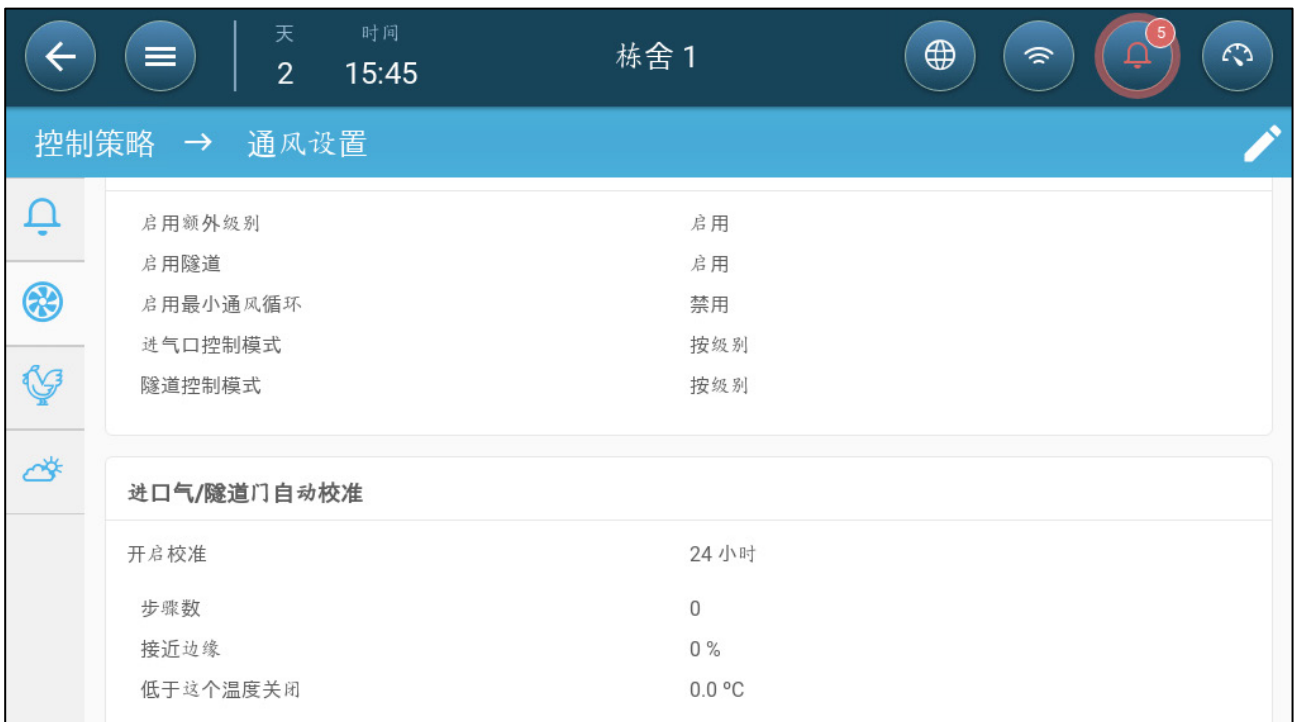 天 时间
2 15:45
栋舍 1
5
控制策略 → 通风设置
启用额外级别 启用
启用隧道 启用
启用最小通风循环 禁用
进气口控制模式 按级别
隧道控制模式 按级别
进口气/隧道门自动校准
开启校准 24 小时
步骤数 0
接近边缘 0 %
低于这个温度关闭 0.0 ºC